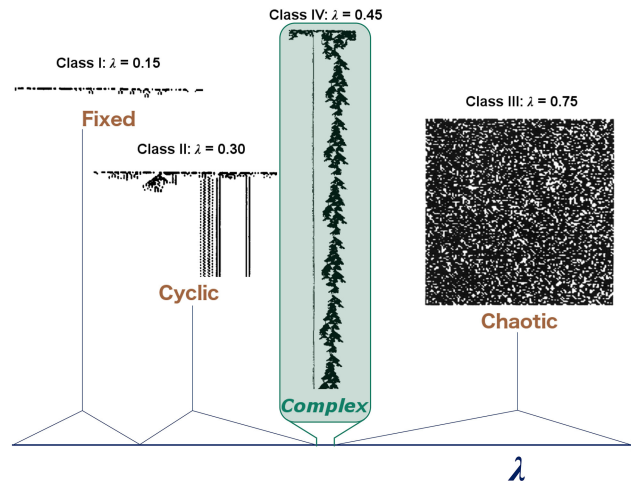 Class IV: λ = 0.45
Class I: λ = 0.15
Fixed
Class II: λ = 0.30
Cyclic
Class III: λ = 0.75
Chaotic
Complex
λ